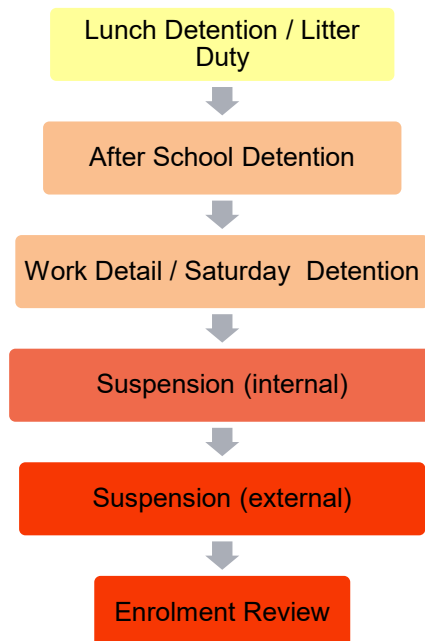 Lunch Detention / Litter
Duty
After School Detention
Work Detail / Saturday  Detention
Suspension (internal)
Suspension (external)
Enrolment Review